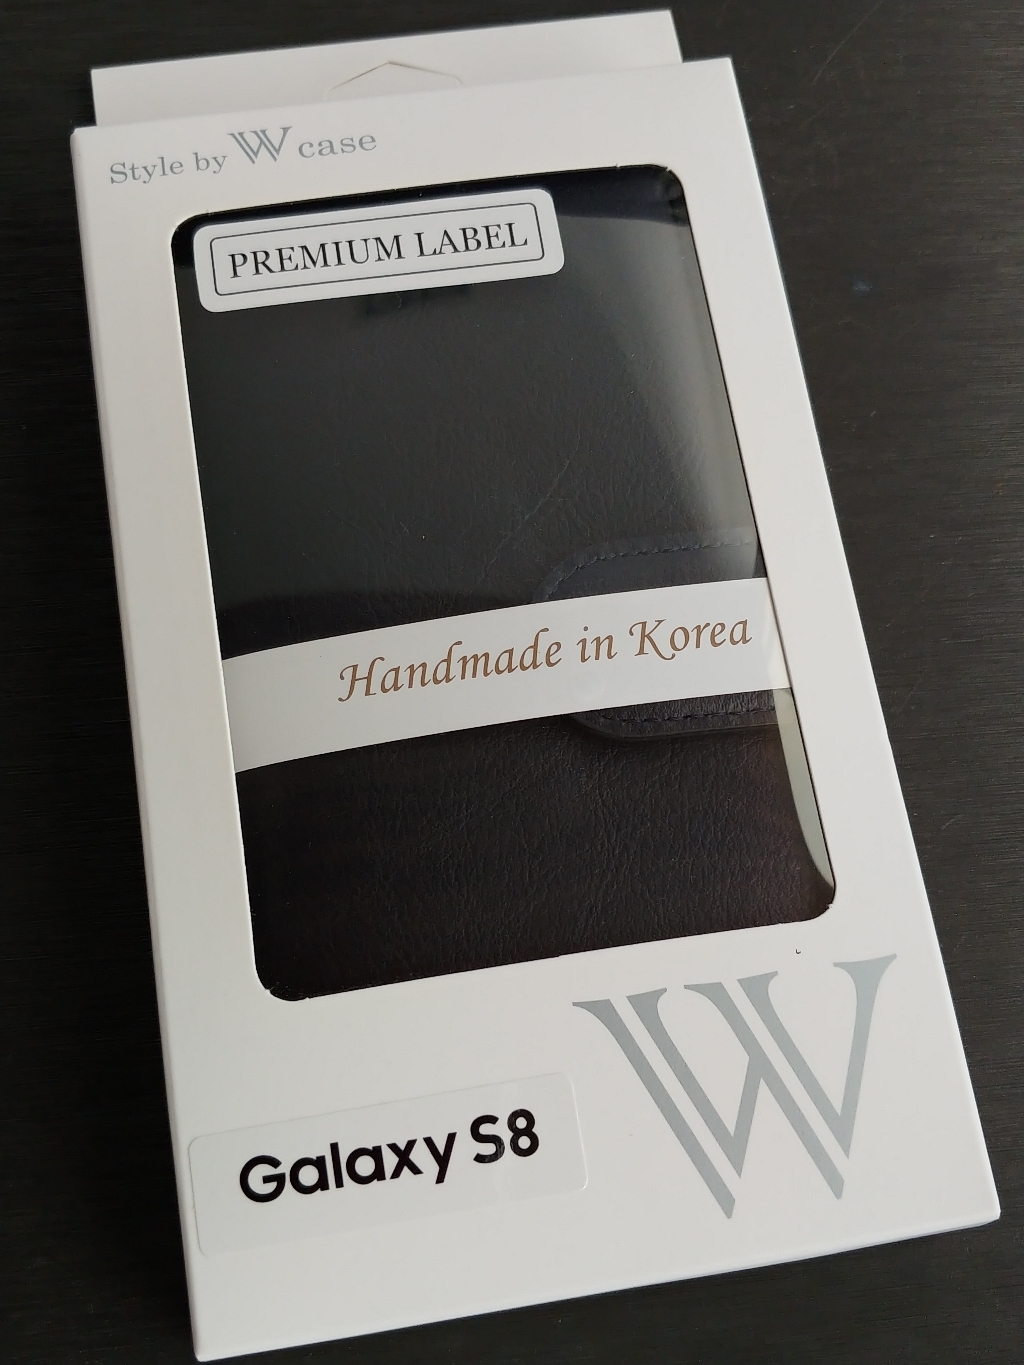 Style by W case
PREMIUM LABEL
Handmade in Korea
W
Galaxy S8